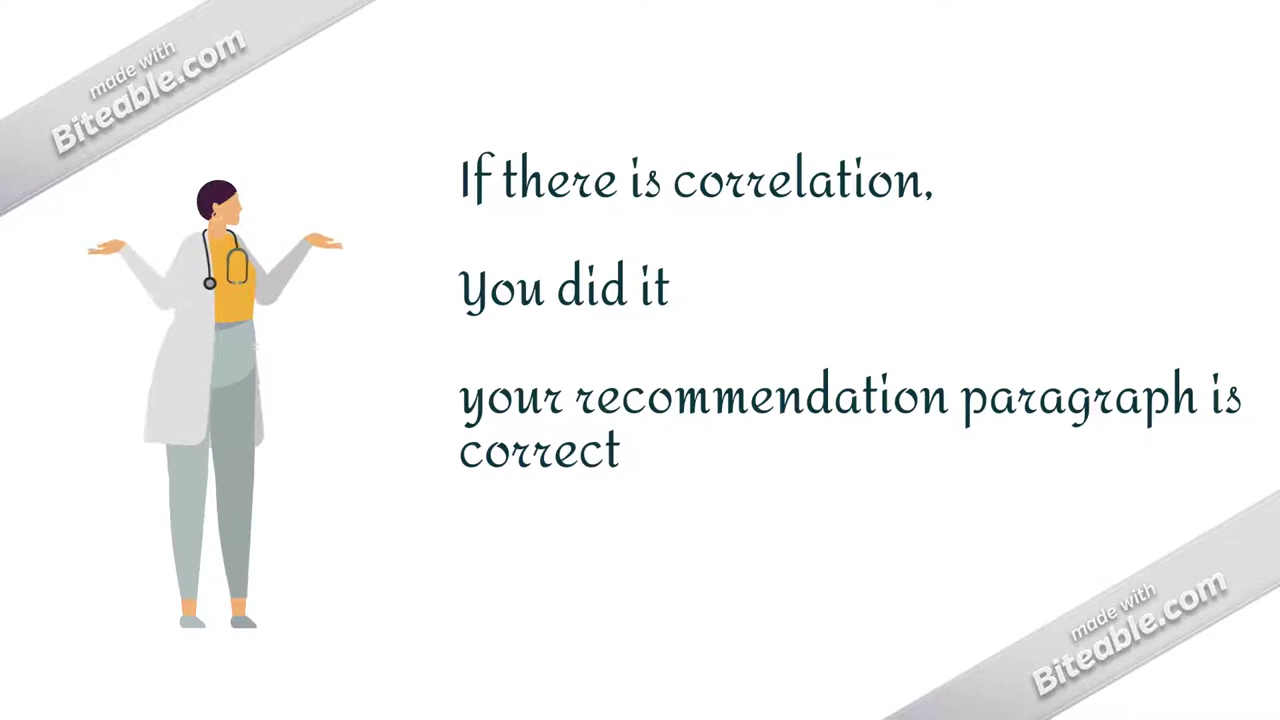 made with
Biteable.com
If there is correlation,
You did it
your recommendation paragraph is
correct
made with
Biteable.com